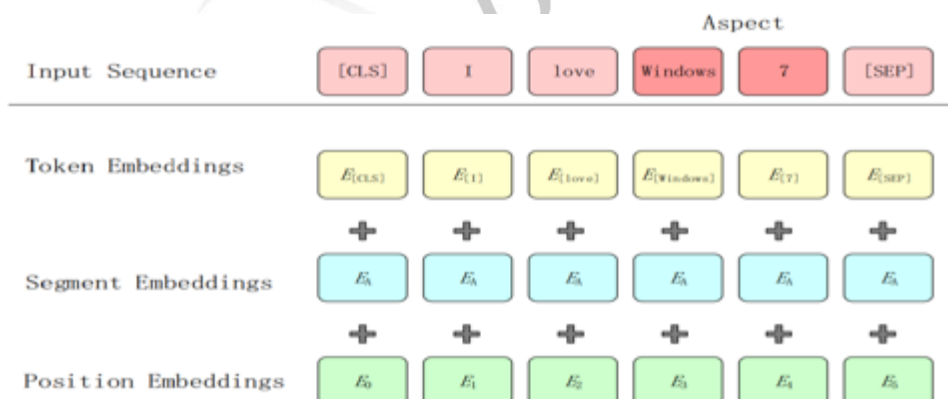 Aspect
Input Sequence [CLS] I love Windows 7 [SEP]
Token Embeddings E[CLS] E[I] E[love] E[Windows] E[7] E[SEP]
Segment Embeddings EA EA EA EA EA EA
Position Embeddings E0 E1 E2 E3 E4 E5